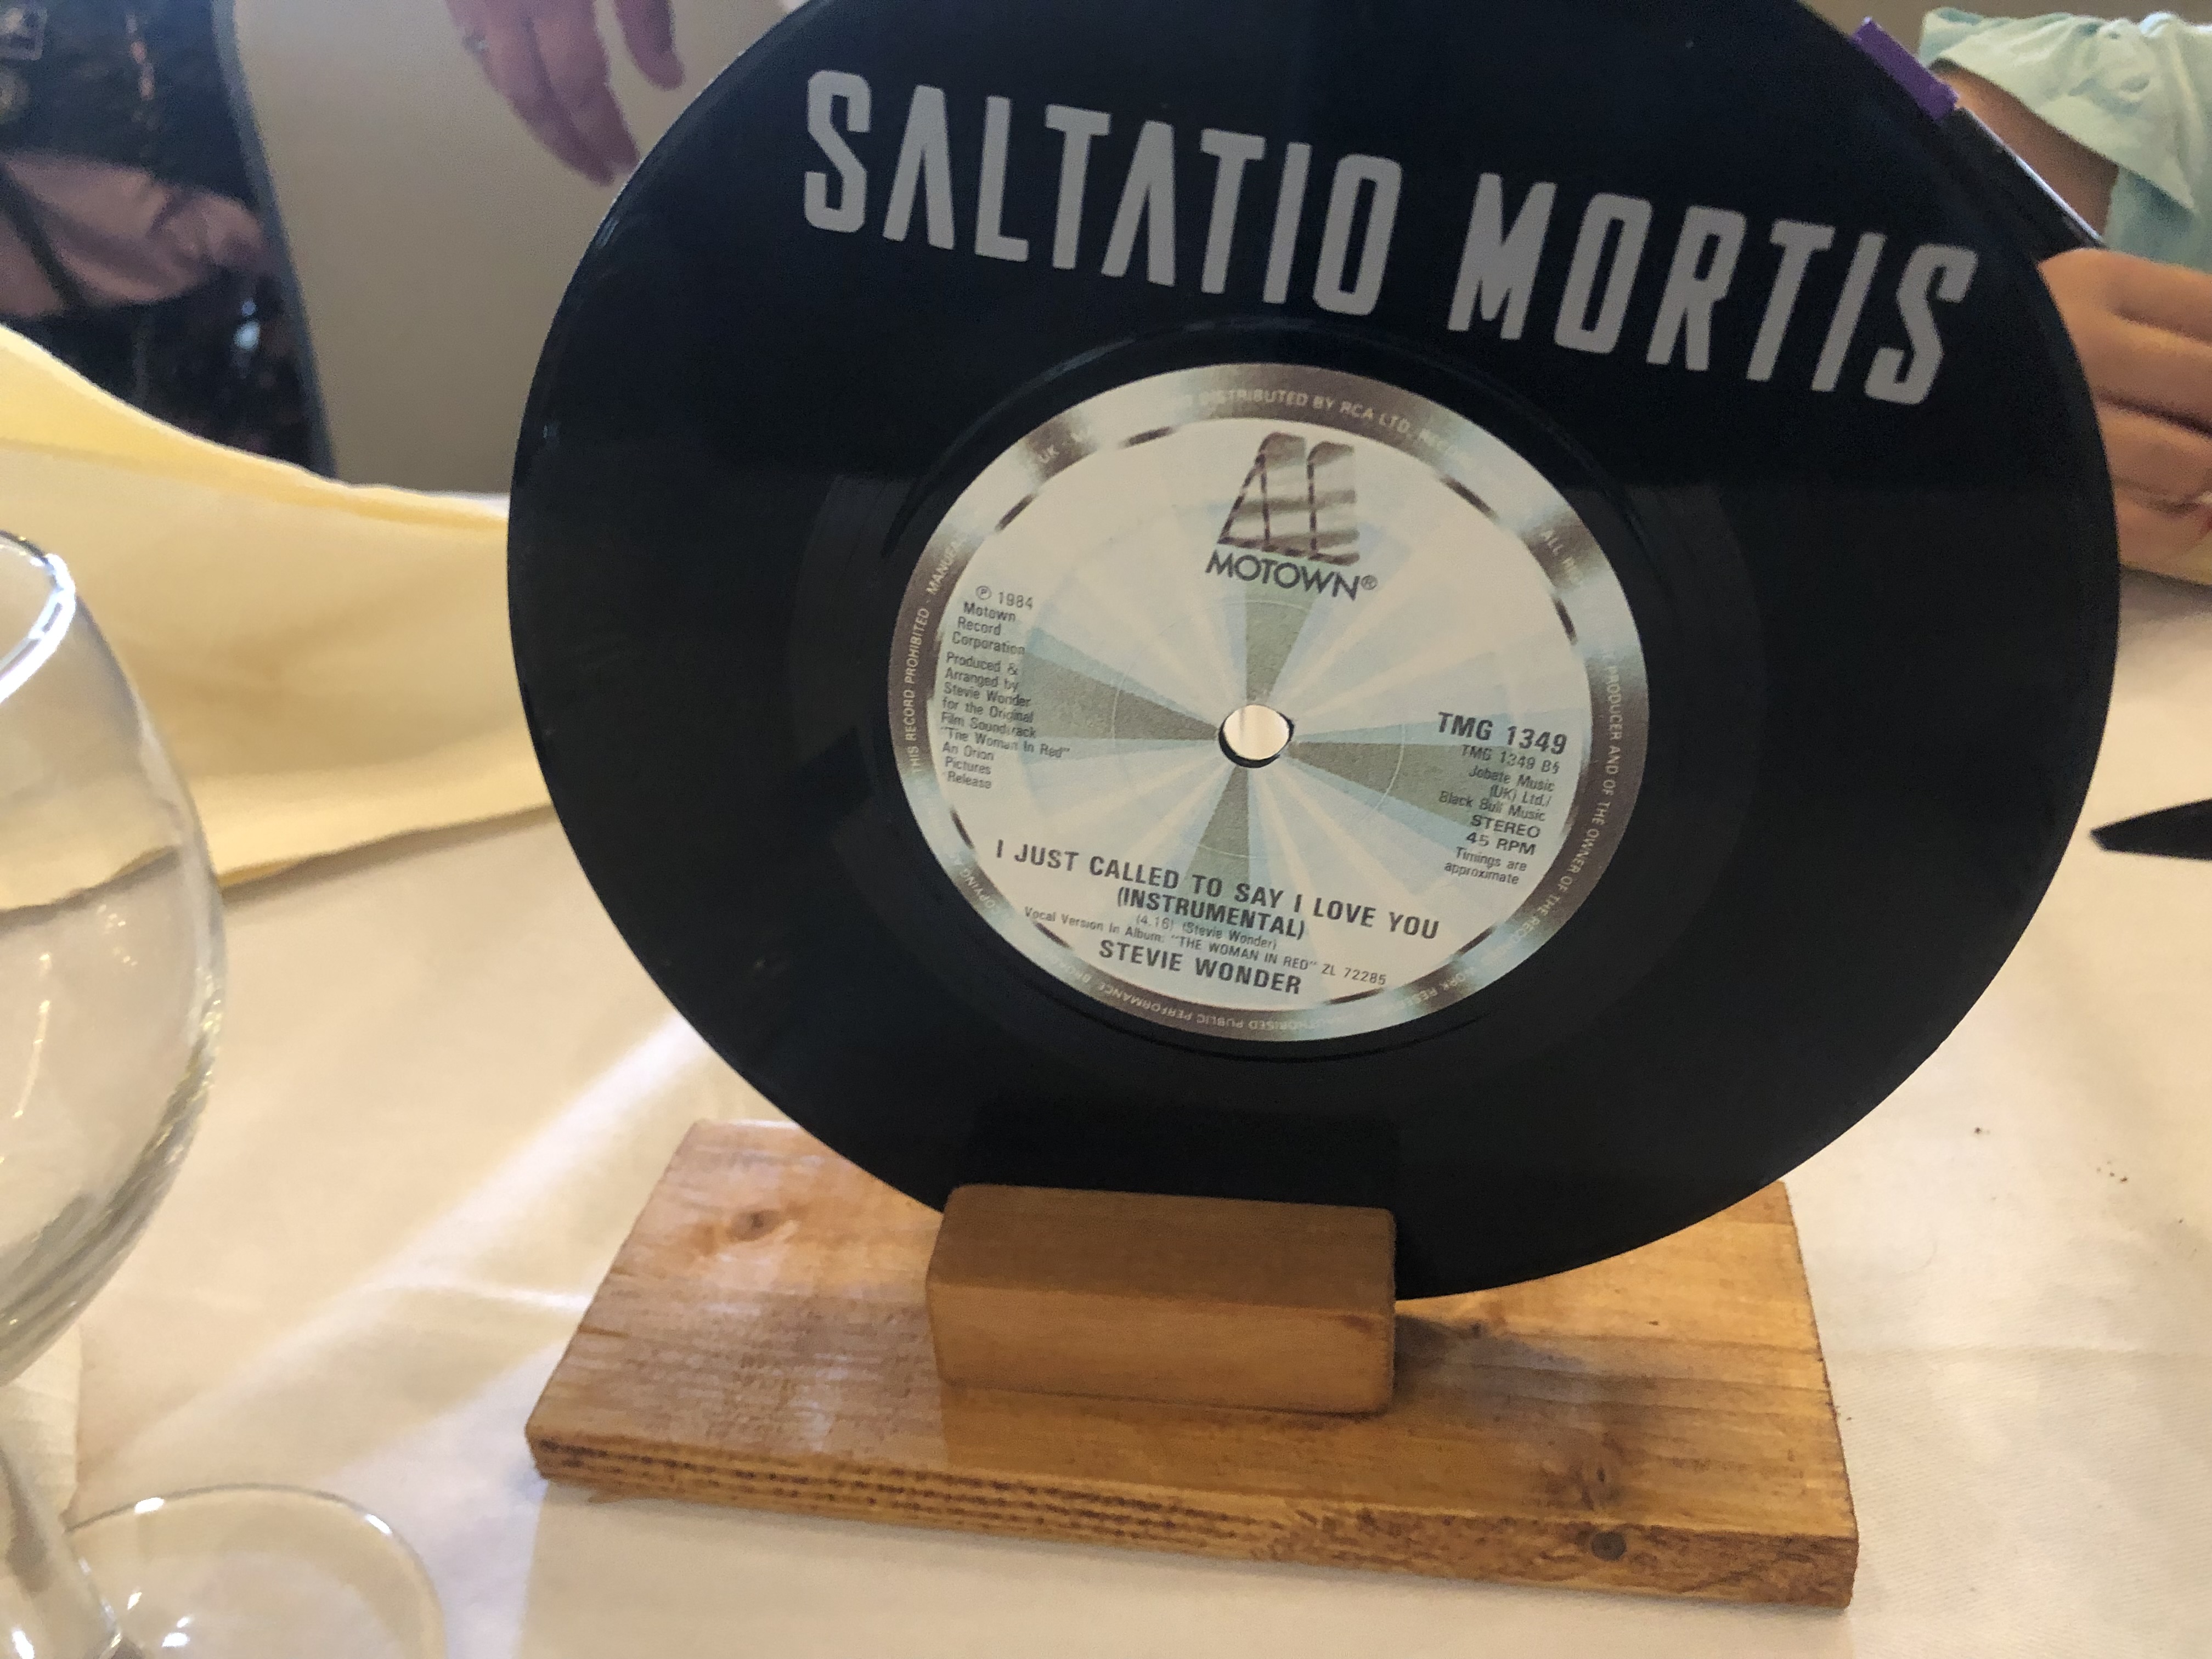 SALTATIO MORTIS
DISTRIBUTED BY RCA LTD.
MOTOWN®
℗ 1984
Motown
Record
Corporation
Produced &
Arranged by
Stevie Wonder
for the Original
Film Soundtrack
"The Woman In Red"
An Orion
Pictures
Release
TMG 1349
TMG 1349 B§
Jobete Music
(UK) Ltd./
Black Bull Music
STEREO
45 RPM
Timings are
approximate
I JUST CALLED TO SAY I LOVE YOU
(INSTRUMENTAL)
(4.16) (Stevie Wonder)
Vocal Version In Album: "THE WOMAN IN RED" ZL 72285
STEVIE WONDER
ALL
PRODUCER AND OF THE OWNER OF THE
PUBLIC PERFORMANCE
COPYING
THIS RECORD PROHIBITED -
UK